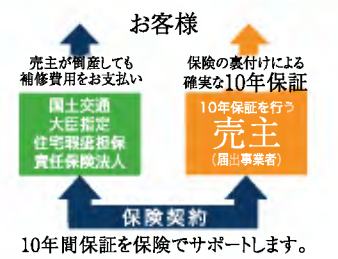 お客様
売主が倒産しても
補修費用をお支払い
保険の裏付けによる
確実な10年保証
国土交通
大臣指定
住宅瑕疵担保
責任保険法人
10年保証を行う
売主
(届出事業者)
保険契約
10年間保証を保険でサポートします。